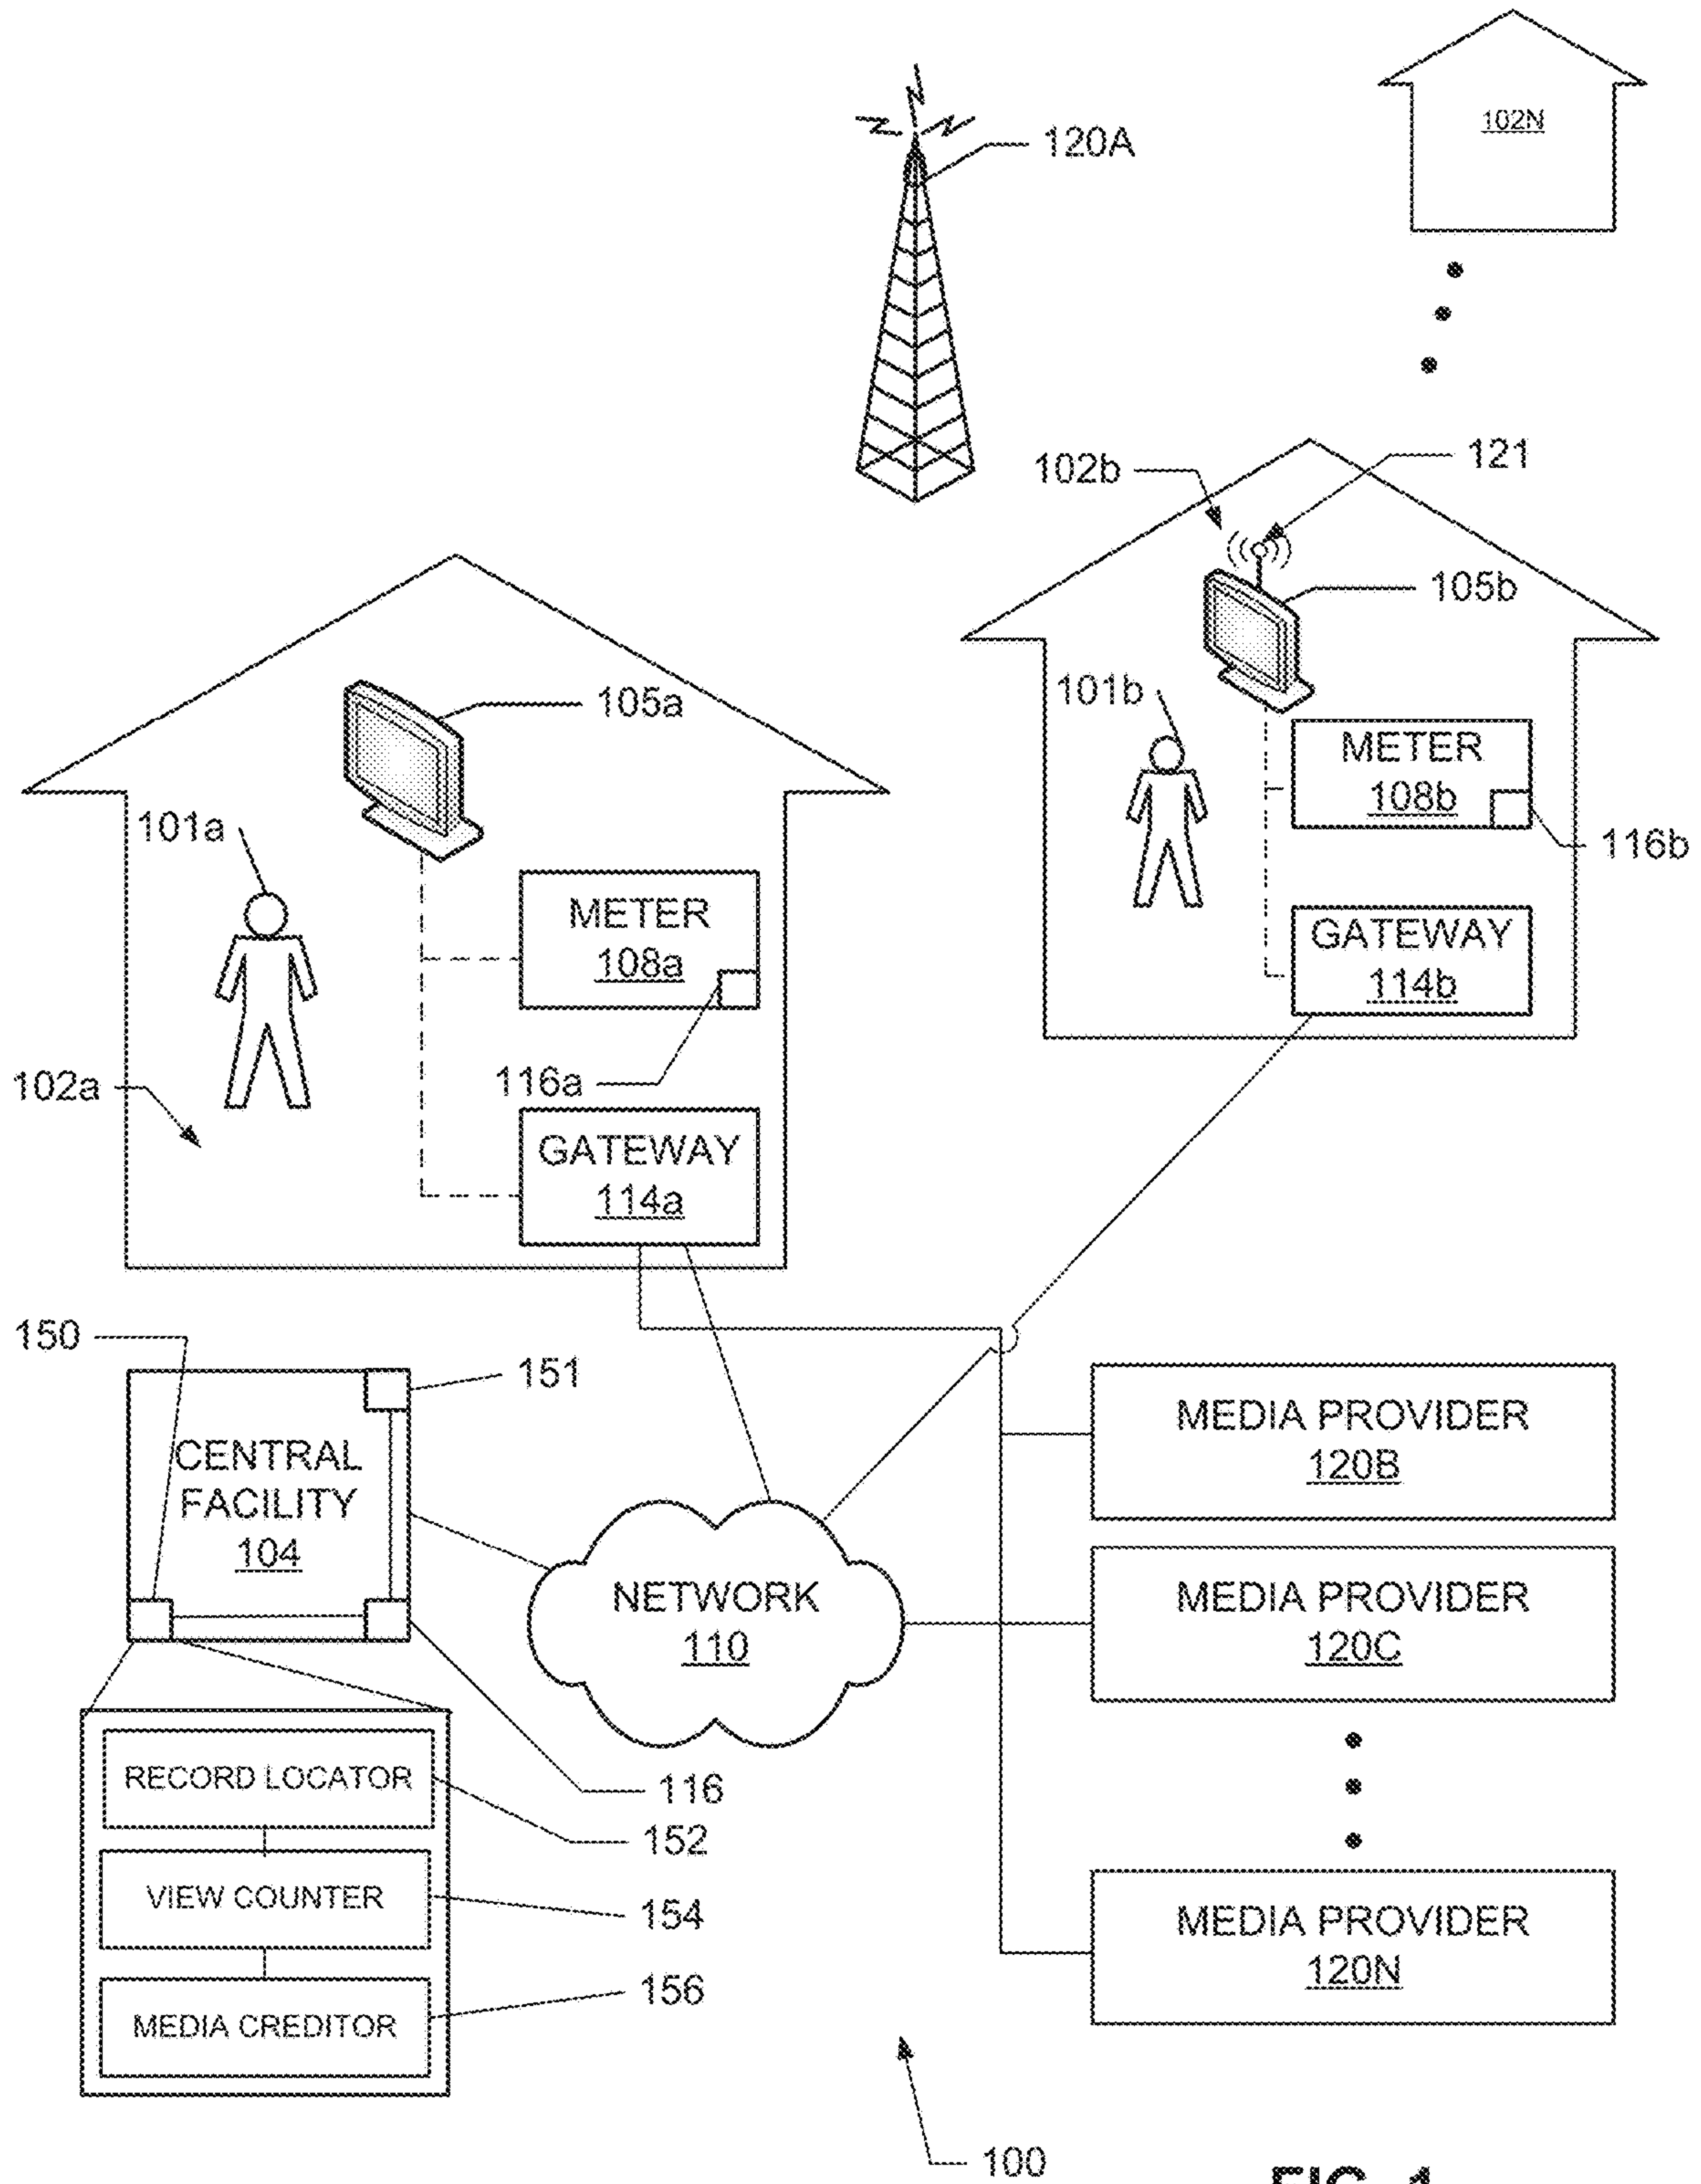 102N
120A
121
102b
105b
101b
METER
108b
116b
GATEWAY
114b
105a
101a
METER
108a
116a
102a
GATEWAY
114a
150
151
CENTRAL
FACILITY
104
NETWORK
110
MEDIA PROVIDER
120B
MEDIA PROVIDER
120C
MEDIA PROVIDER
120N
116
RECORD LOCATOR
152
VIEW COUNTER
154
MEDIA CREDITOR
156
100
FIG. 1